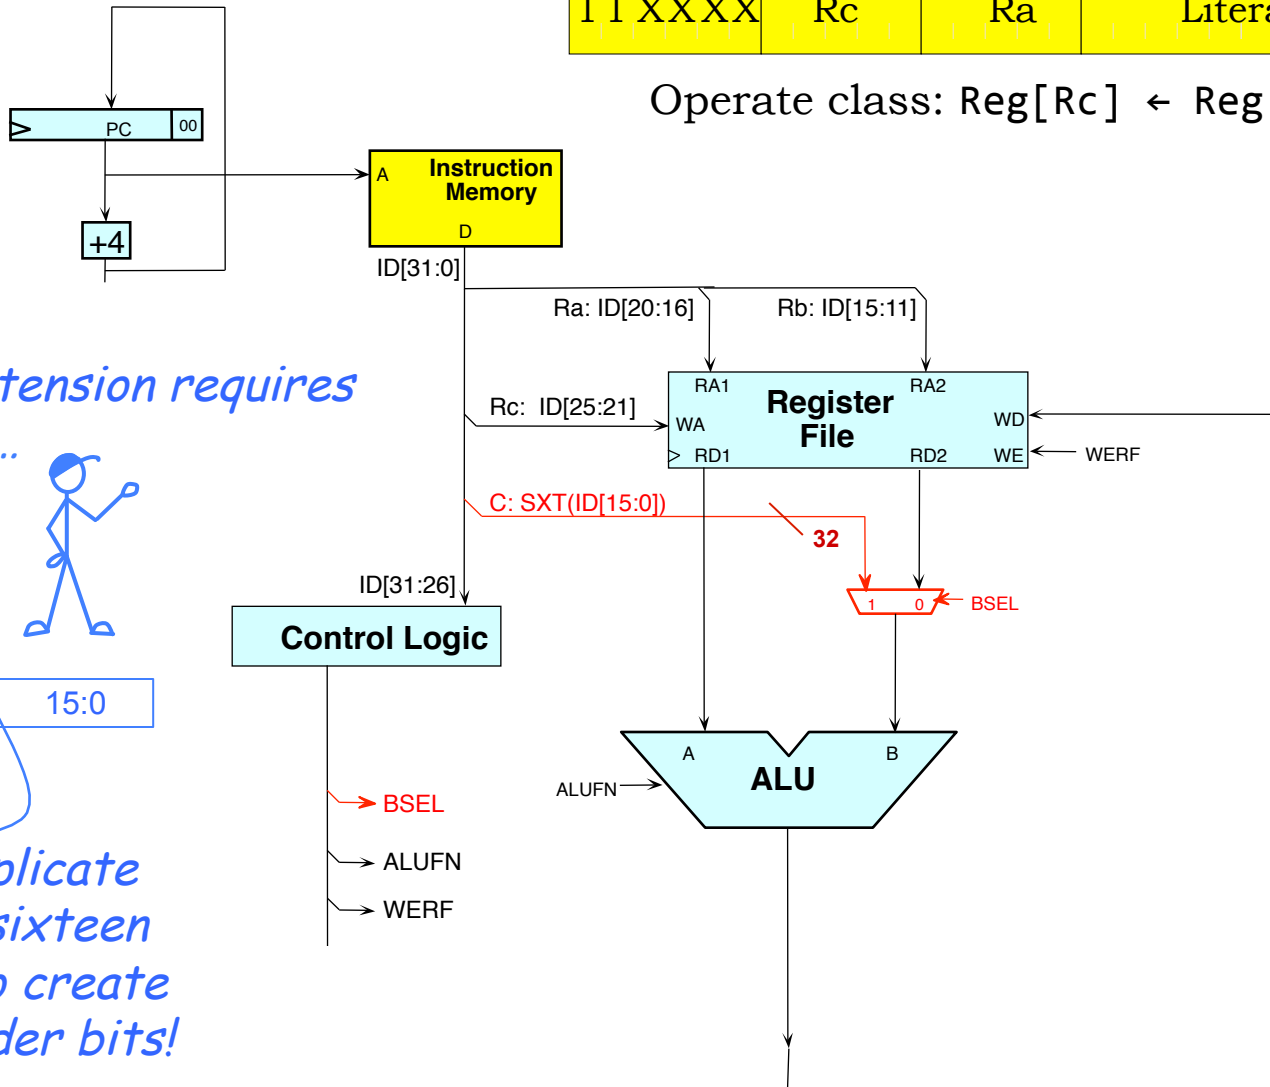 11XXXX Rc Ra
Operate class: Reg[Rc] ← Reg
PC 00
A Instruction
Memory
D
+4
ID[31:0]
Ra: ID[20:16] Rb: ID[15:11]
tension requires
RA1 RA2
Register
File
Rc: ID[25:21]
WA WD
RD1 RD2 WE WERF
C: SXT(ID[15:0])
32
ID[31:26]
1 0 BSEL
Control Logic
15:0
A B
ALU
ALUFN
BSEL
ALUFN
WERF
plicate
sixteen
create
der bits!